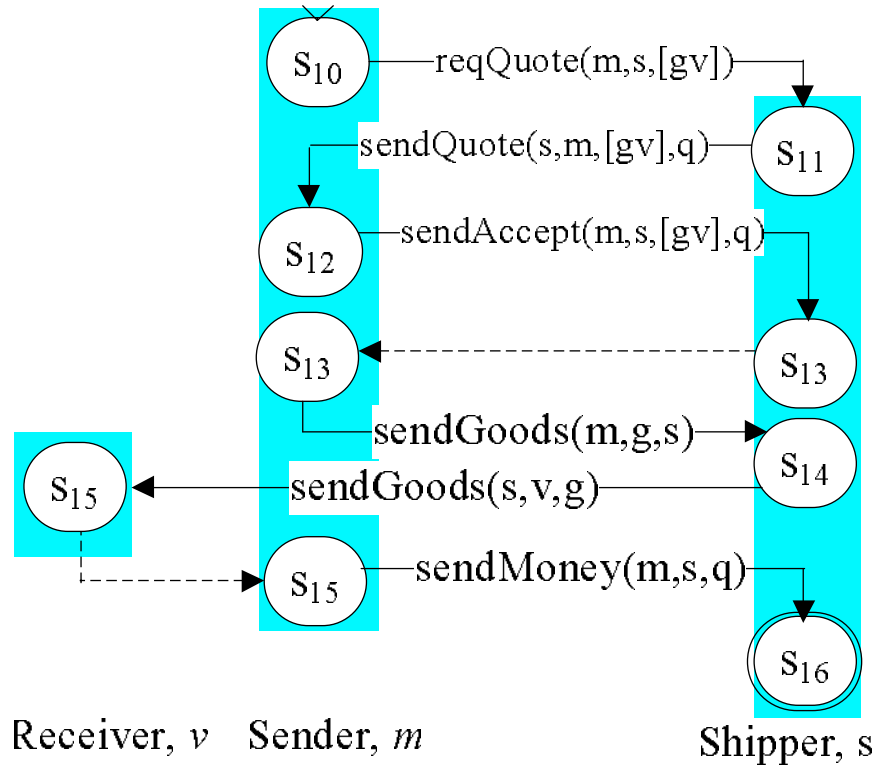 s10 reqQuote(m,s,[gv])
sendQuote(s,m,[gv],q) s11
s12 sendAccept(m,s,[gv],q)
s13 s13
sendGoods(m,g,s)
s14
s15 sendGoods(s,v,g)
s15 sendMoney(m,s,q)
s16
Receiver, v Sender, m Shipper, s